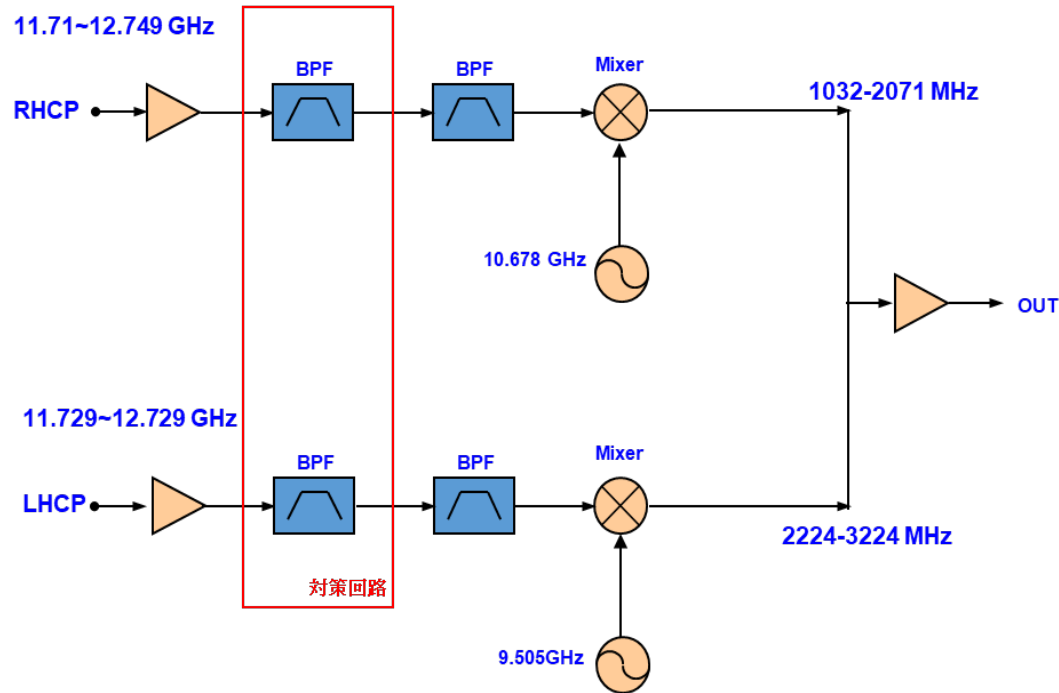 11.71~12.749 GHz
BPF
BPF
Mixer
RHCP
1032-2071 MHz
10.678 GHz
OUT
11.729~12.729 GHz
BPF
BPF
Mixer
LHCP
2224-3224 MHz
対策回路
9.505GHz